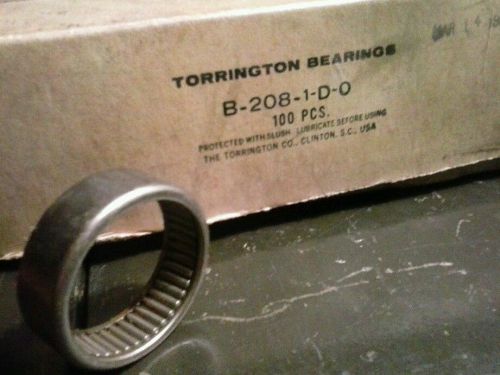 TORRINGTON BEARINGS
B-208-1-D-O
100 PCS.
PROTECTED WITH SLUSH. LUBRICATE BEFORE USING
THE TORRINGTON CO., CLINTON, S.C., USA